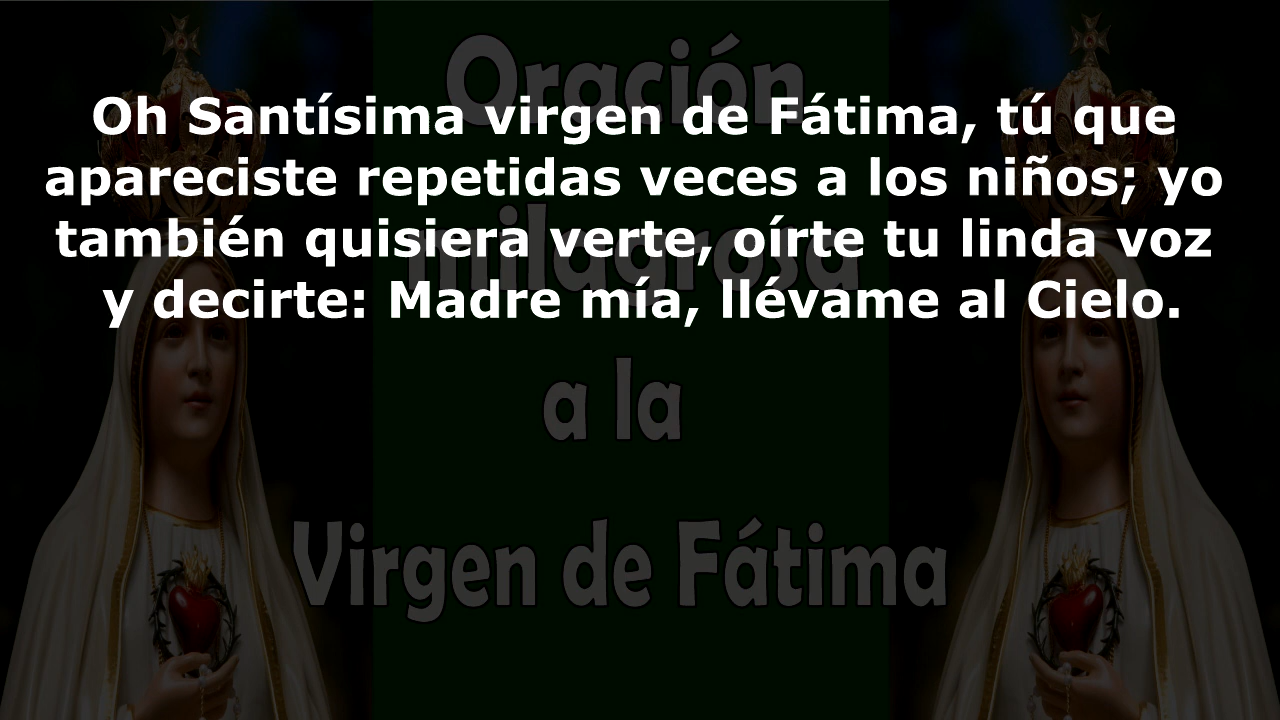 Oh Santísima virgen de Fátima, tú que
apareciste repetidas veces a los niños; yo
también quisiera verte, oírte tu linda voz
y decirte: Madre mía, llévame al Cielo.
Oración
milagrosa
a la
Virgen de Fátima